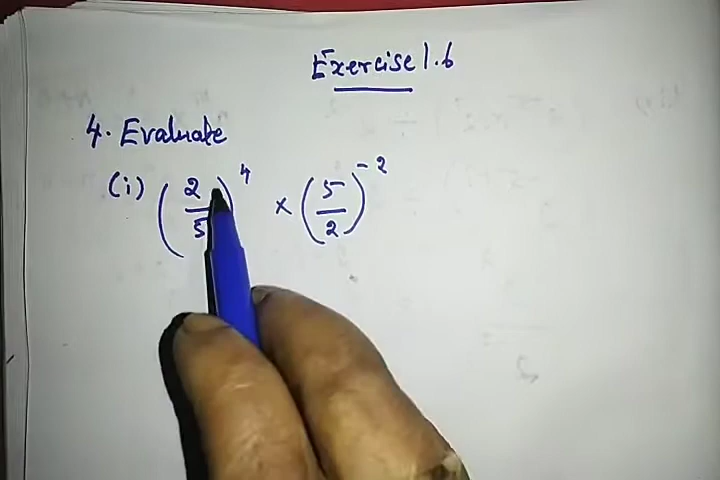 Exercise 1.6
4. Evaluate
(i) (2/5)^4 × (5/2)^-2